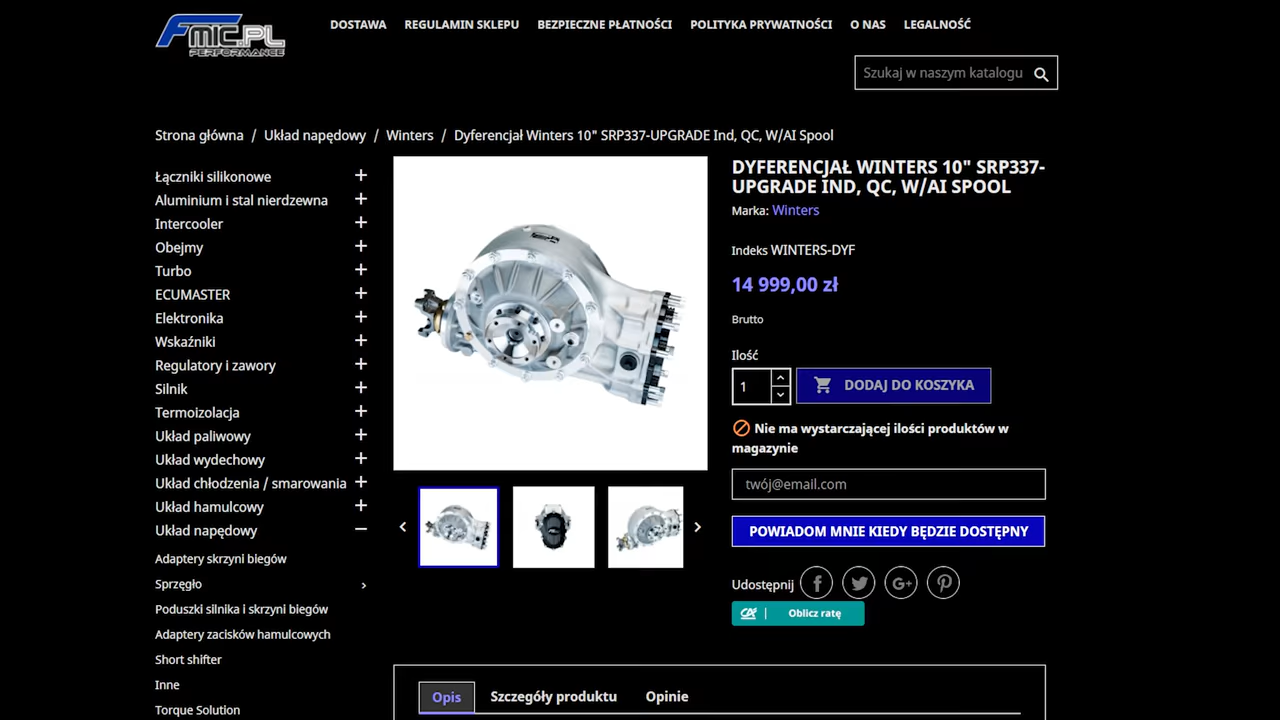 FMIC.PL
PERFORMANCE
DOSTAWA REGULAMIN SKLEPU BEZPIECZNE PŁATNOŚCI POLITYKA PRYWATNOŚCI O NAS LEGALNOŚĆ
Szukaj w naszym katalogu
Strona główna / Układ napędowy / Winters / Dyferencjał Winters 10" SRP337-UPGRADE Ind, QC, W/AI Spool
Łączniki silikonowe +
Aluminium i stal nierdzewna +
Intercooler +
Obejmy +
Turbo +
ECUMASTER +
Elektronika +
Wskaźniki +
Regulatory i zawory +
Silnik +
Termoizolacja +
Układ paliwowy +
Układ wydechowy +
Układ chłodzenia / smarowania +
Układ hamulcowy +
Układ napędowy −
Adaptery skrzyni biegów
Sprzęgło
Poduszki silnika i skrzyni biegów
Adaptery zacisków hamulcowych
Short shifter
Inne
Torque Solution
DYFERENCJAŁ WINTERS 10" SRP337-
UPGRADE IND, QC, W/AI SPOOL
Marka: Winters
Indeks WINTERS-DYF
14 999,00 zł
Brutto
Ilość
1
DODAJ DO KOSZYKA
Nie ma wystarczającej ilości produktów w
magazynie
twój@email.com
POWIADOM MNIE KIEDY BĘDZIE DOSTĘPNY
Udostępnij
CA | Oblicz ratę
Opis Szczegóły produktu Opinie